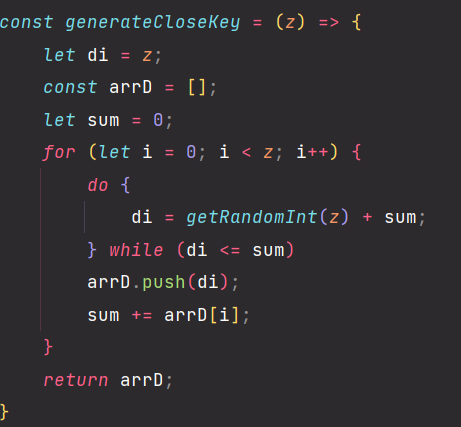 const generateCloseKey = (z) => {
    let di = z;
    const arrD = [];
    let sum = 0;
    for (let i = 0; i < z; i++) {
        do {
            di = getRandomInt(z) + sum;
        } while (di <= sum)
        arrD.push(di);
        sum += arrD[i];
    }
    return arrD;
}